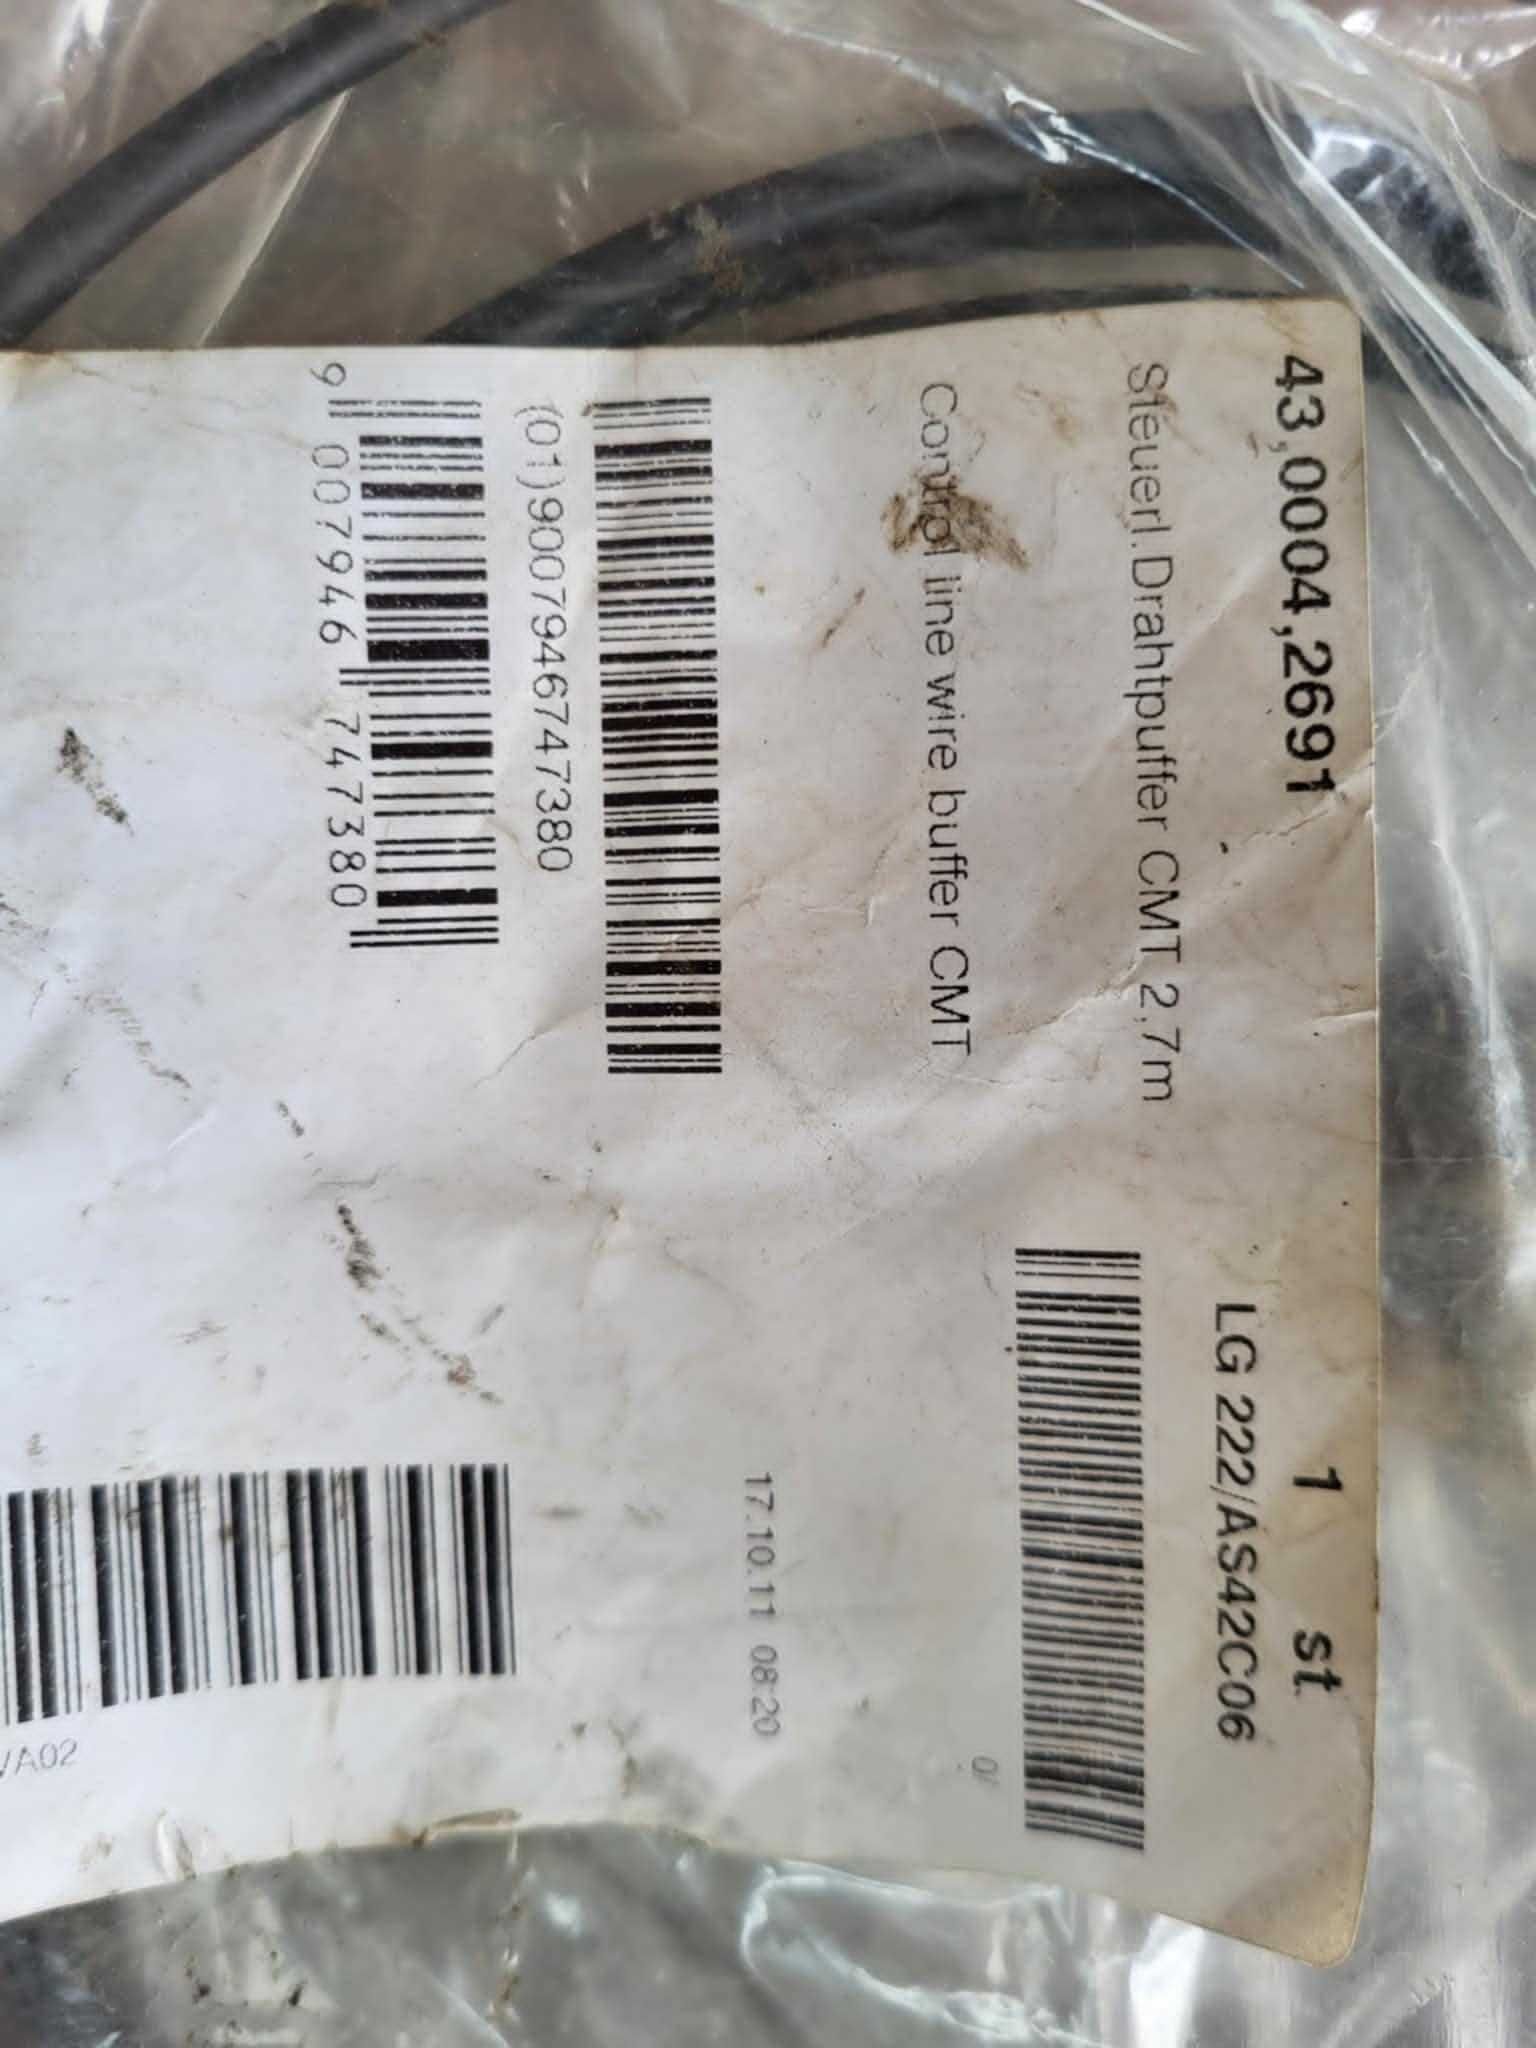 43,0004,2691 1 st
Steuerl.Drahtpuffer CMT 2,7m
LG 222/AS42C06
Control line wire buffer CMT
17.10.11 08:20
(01)9007946747380
9 007946 747380
VA02